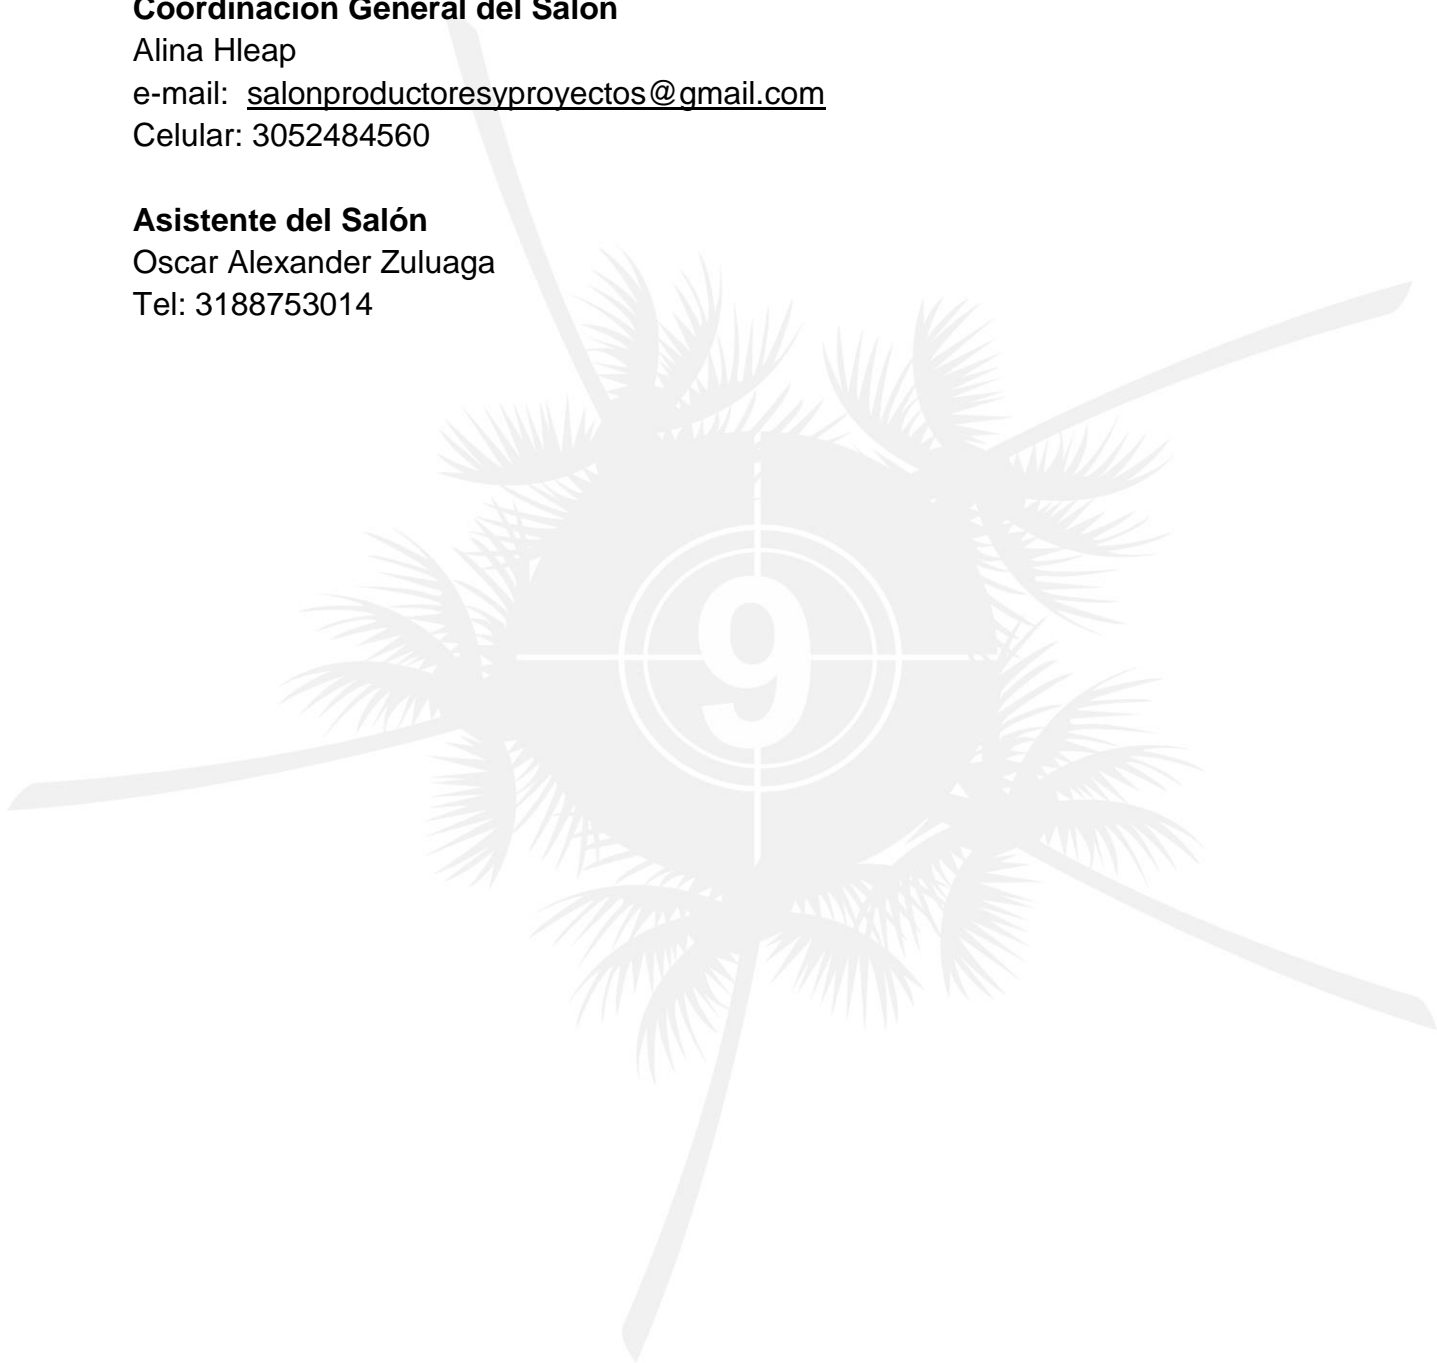 Coordinación General del Salón
Alina Hleap
e-mail: salonproductoresyproyectos@gmail.com
Celular: 3052484560
Asistente del Salón
Oscar Alexander Zuluaga
Tel: 3188753014
9